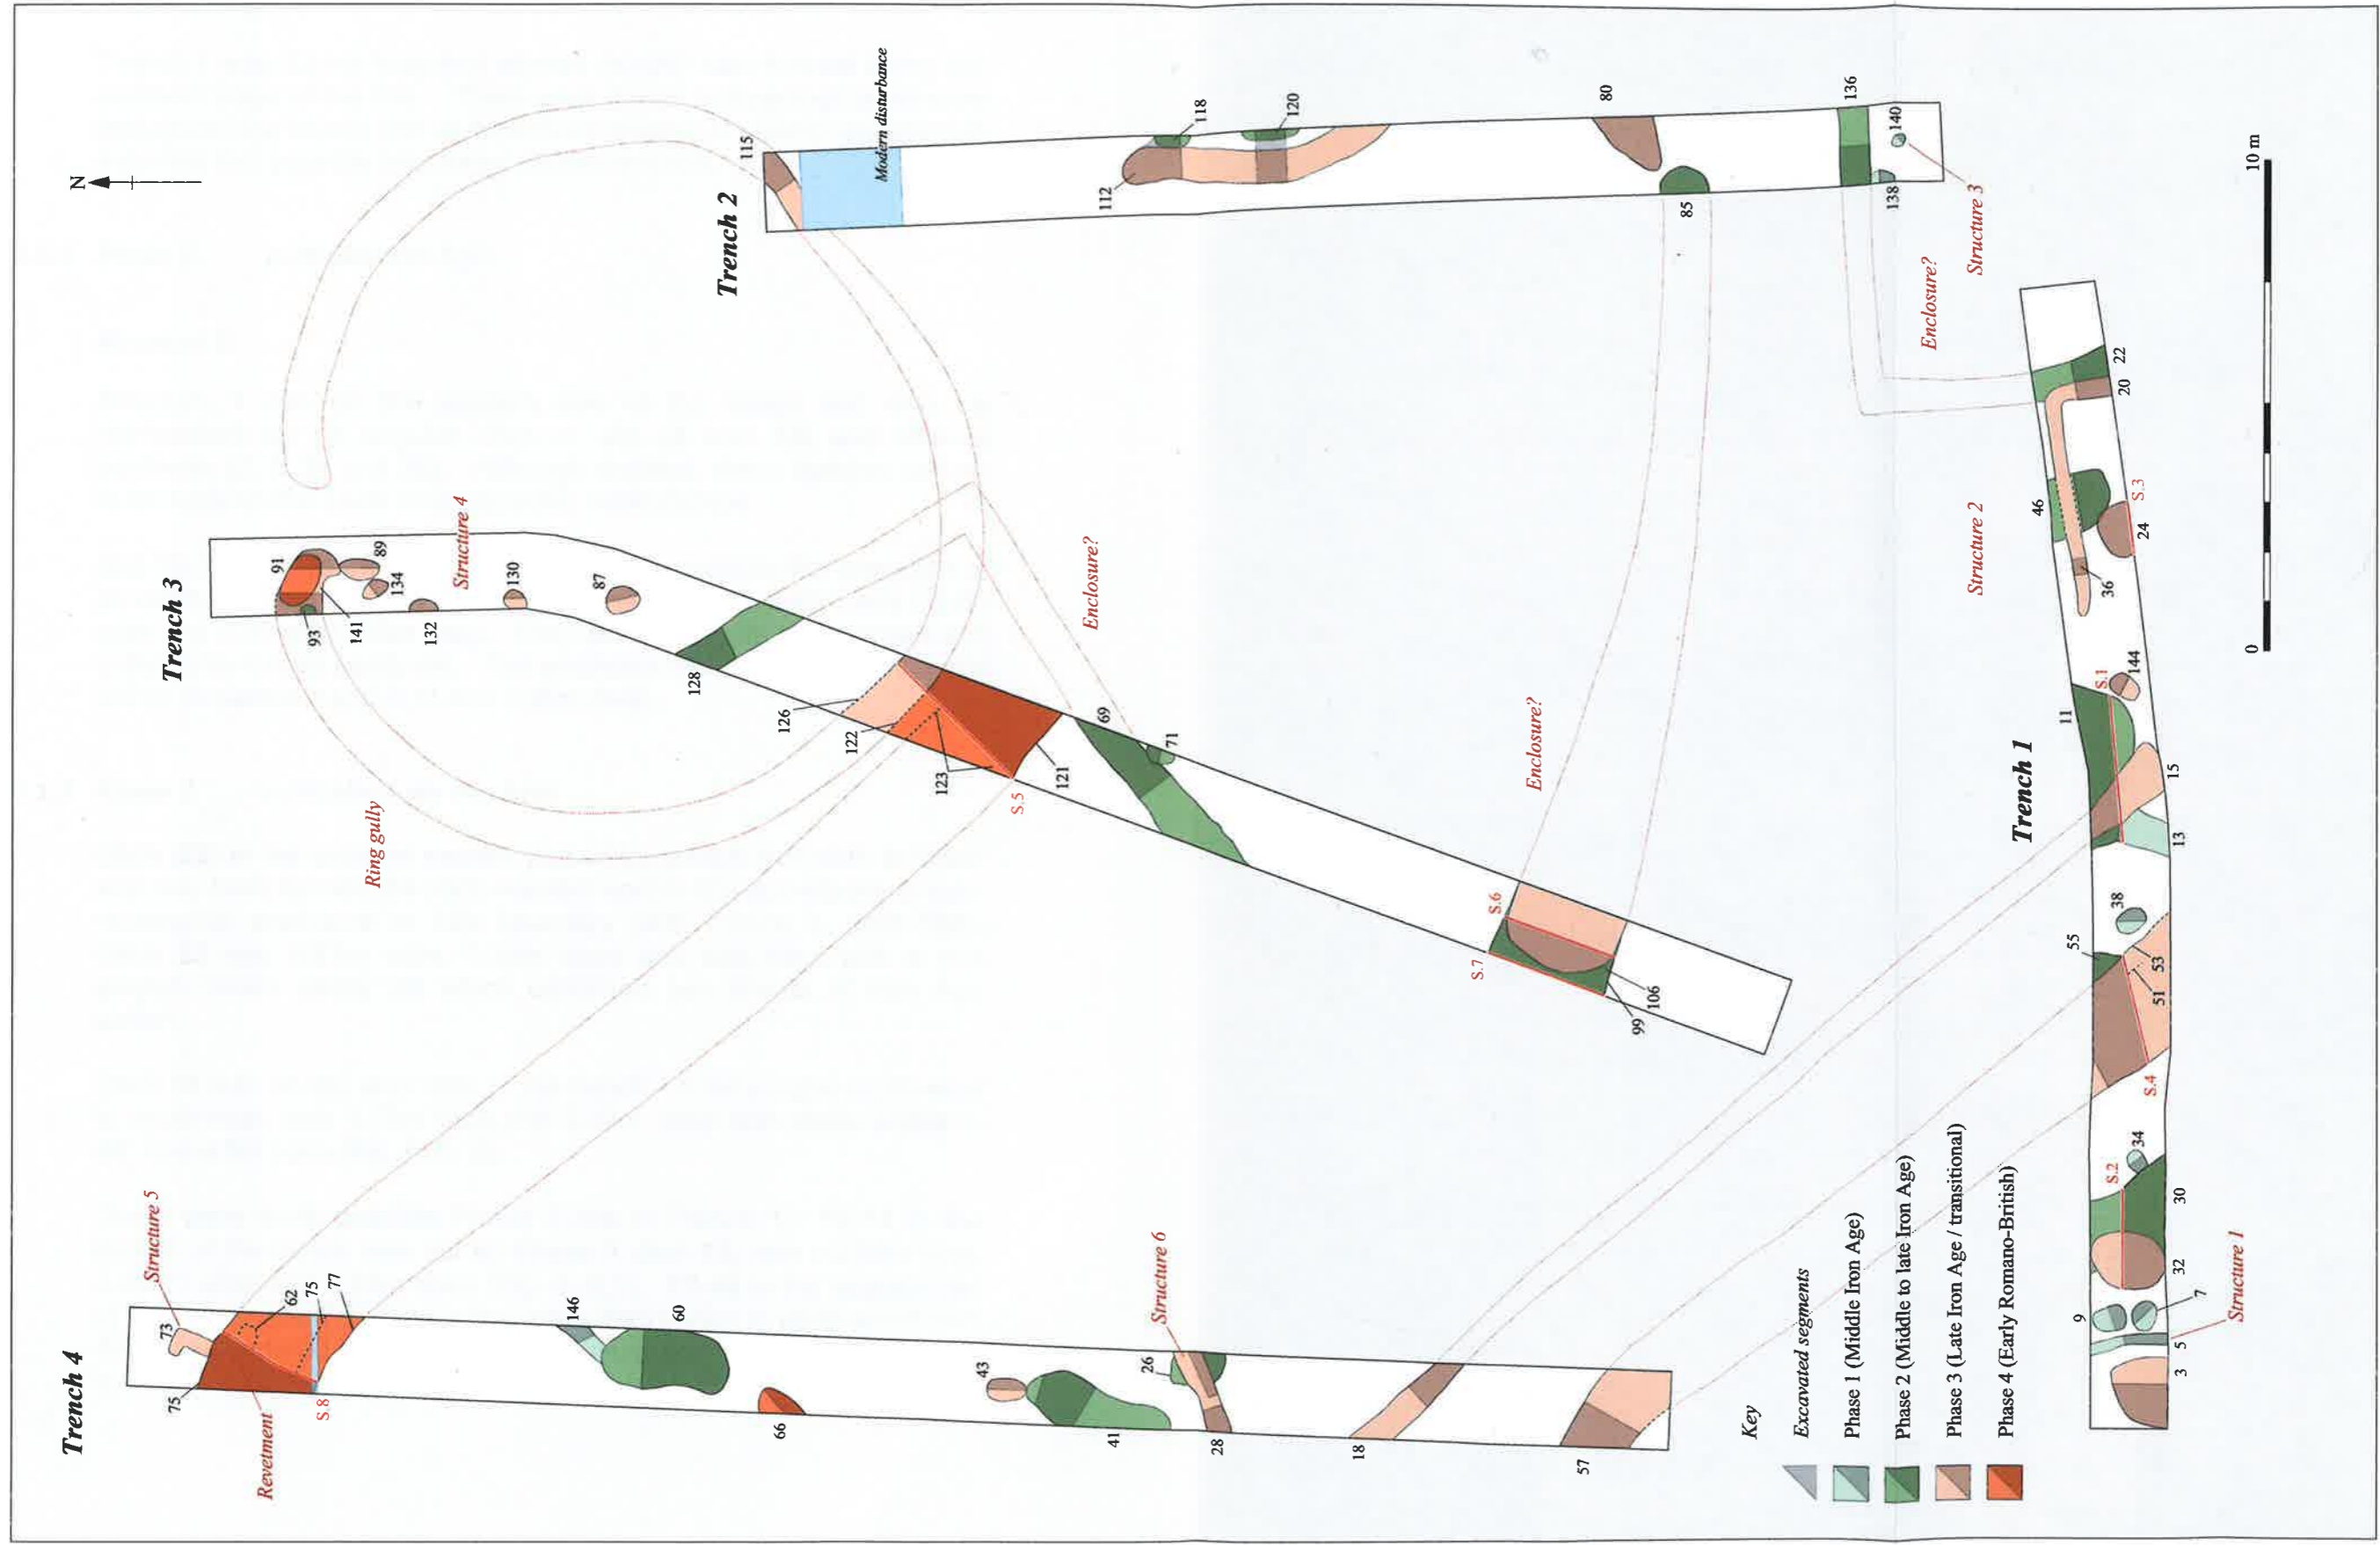 Trench 4
Structure 5
73
75
62
75
77
Revetment
S.8
146
60
66
43
41
Structure 6
26
28
18
57
Trench 3
91
93
141
89
134
132
Structure 4
130
87
128
126
122
123
S.5
121
69
71
Ring gully
Enclosure?
S.6
S.7
99
106
Enclosure?
N
Trench 2
115
Modern disturbance
118
120
112
80
85
136
138
140
Structure 3
Enclosure?
Trench 1
Structure 2
22
20
46
S.3
24
36
144
S.1
11
15
13
38
55
53
51
S.4
34
S.2
30
32
9
7
5
3
Structure 1
Key
Excavated segments
Phase 1 (Middle Iron Age)
Phase 2 (Middle to late Iron Age)
Phase 3 (Late Iron Age / transitional)
Phase 4 (Early Romano-British)
0
10 m